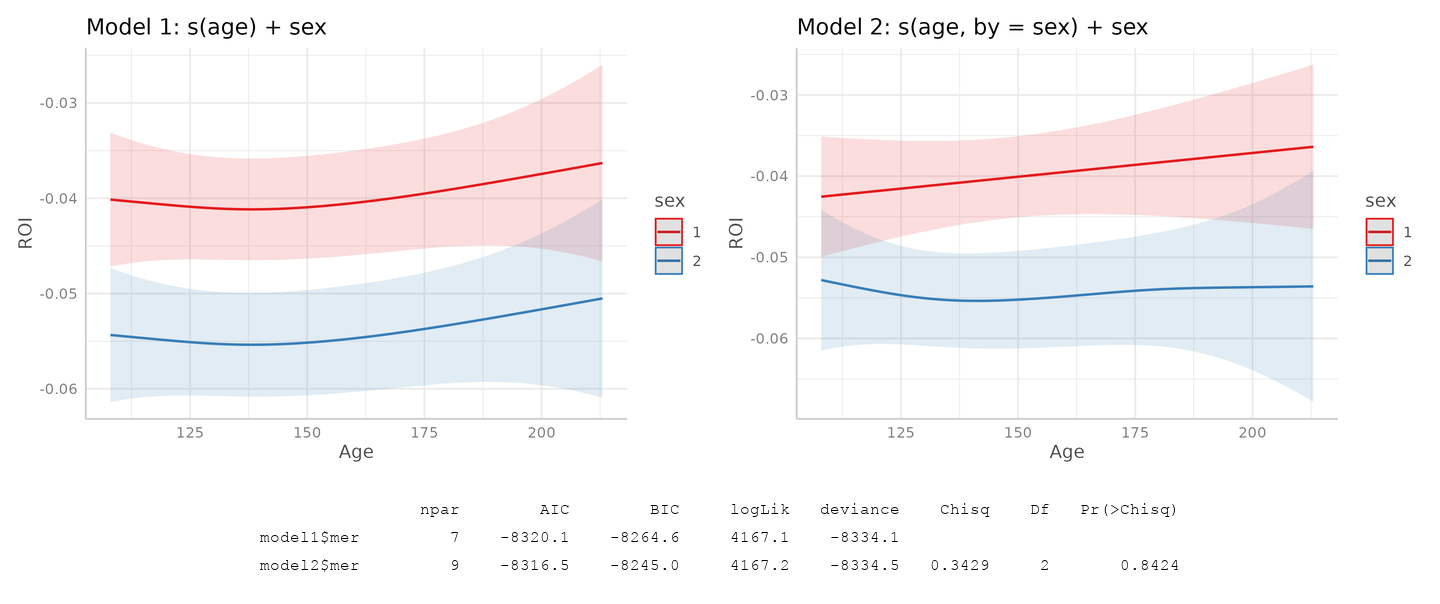 Model 1: s(age) + sex
-0.03
-0.04
-0.05
-0.06
ROI
125 150 175 200
Age
sex
1
2
Model 2: s(age, by = sex) + sex
-0.03
-0.04
-0.05
-0.06
ROI
125 150 175 200
Age
sex
1
2
npar AIC BIC logLik deviance Chisq Df Pr(>Chisq)
model1$mer 7 -8320.1 -8264.6 4167.1 -8334.1
model2$mer 9 -8316.5 -8245.0 4167.2 -8334.5 0.3429 2 0.8424